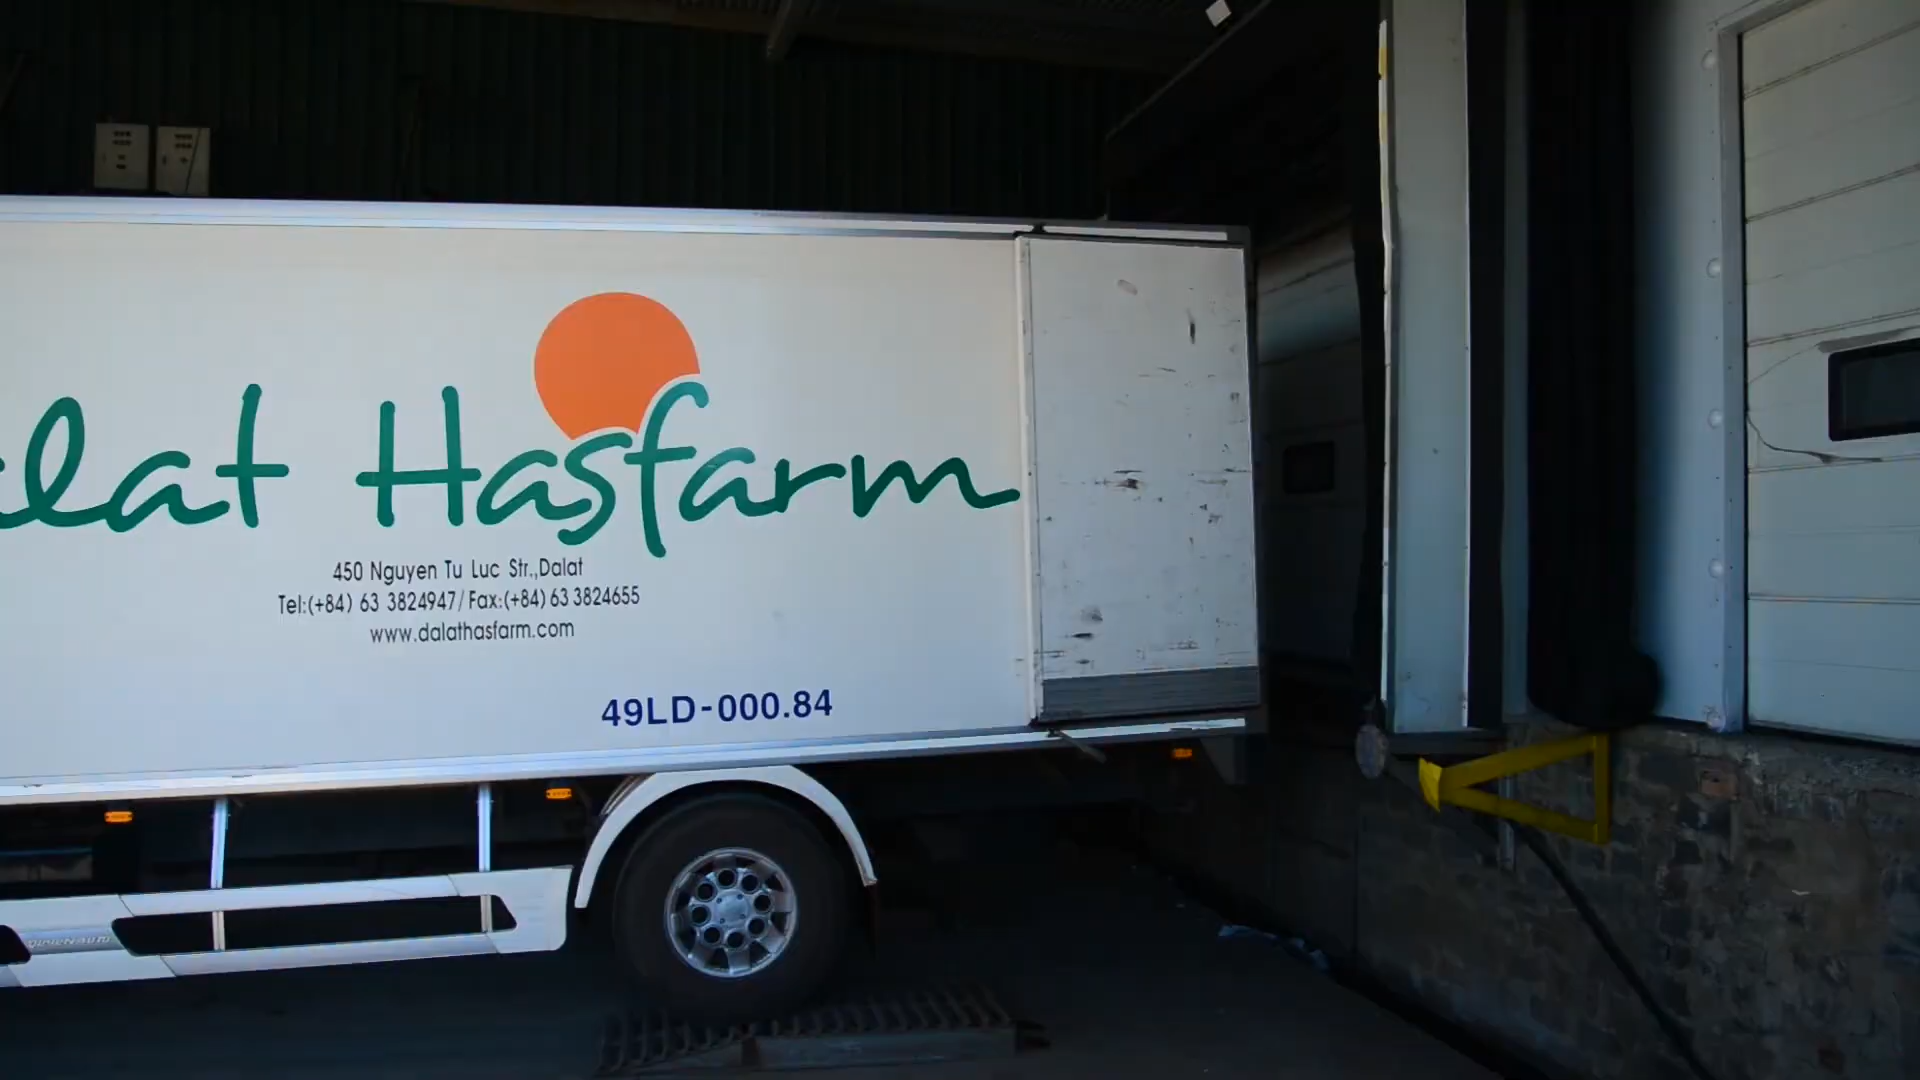 alat Hasfarm
450 Nguyen Tu Luc Str.,Dalat
Tel:(+84) 63 3824947/Fax:(+84) 63 3824655
www.dalathasfarm.com
49LD-000.84